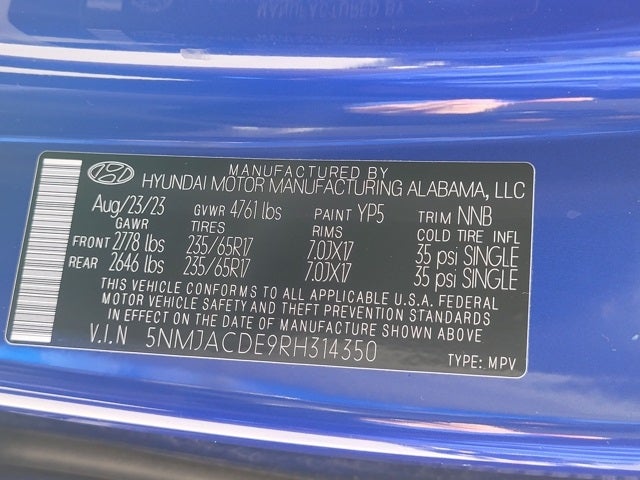 MANUFACTURED BY
HYUNDAI MOTOR MANUFACTURING ALABAMA, LLC
Aug/23/23 GVWR 4761 lbs PAINT YP5 TRIM NNB
GAWR TIRES RIMS COLD TIRE INFL
FRONT 2778 lbs 235/65R17 7.0JX17 35 psi SINGLE
REAR 2646 lbs 235/65R17 7.0JX17 35 psi SINGLE
THIS VEHICLE CONFORMS TO ALL APPLICABLE U.S.A. FEDERAL
MOTOR VEHICLE SAFETY AND THEFT PREVENTION STANDARDS
IN EFFECT ON THE DATE OF MANUFACTURE SHOWN ABOVE
V.I.N 5NMJACDE9RH314350
TYPE: MPV